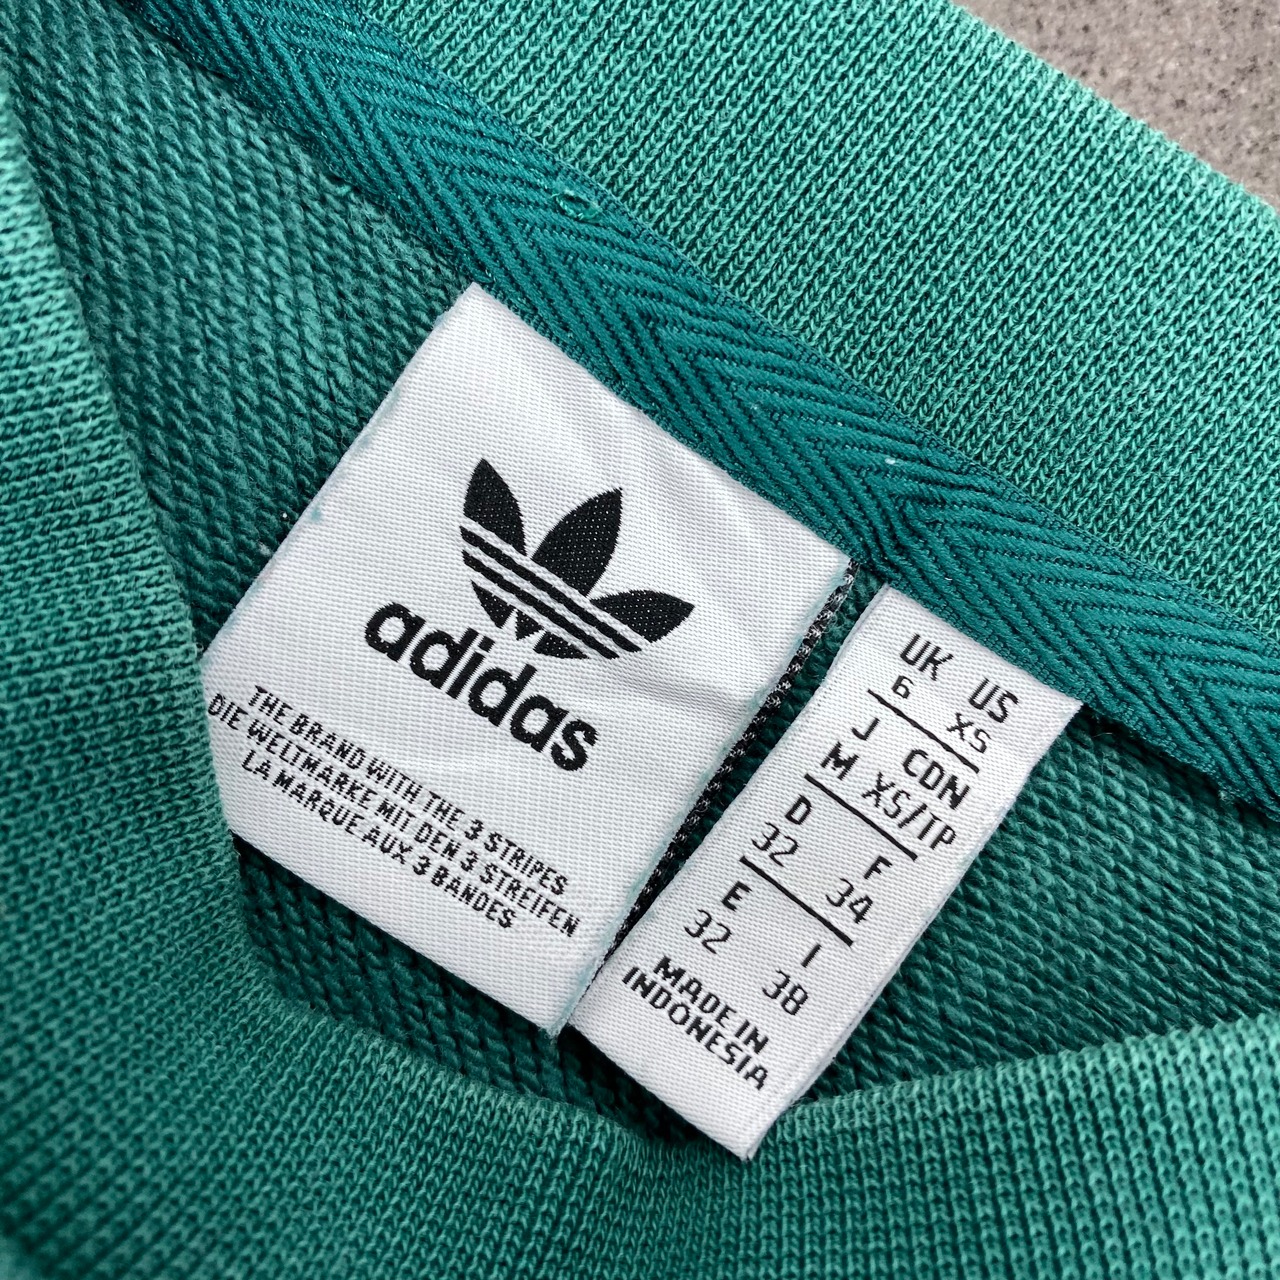 adidas
THE BRAND WITH THE 3 STRIPES
DIE WELTMARKE MIT DEN 3 STREIFEN
LA MARQUE AUX 3 BANDES
UK US
6 XS
J CDN
M XS/TP
D F
32 34
E I
32 38
MADE IN
INDONESIA